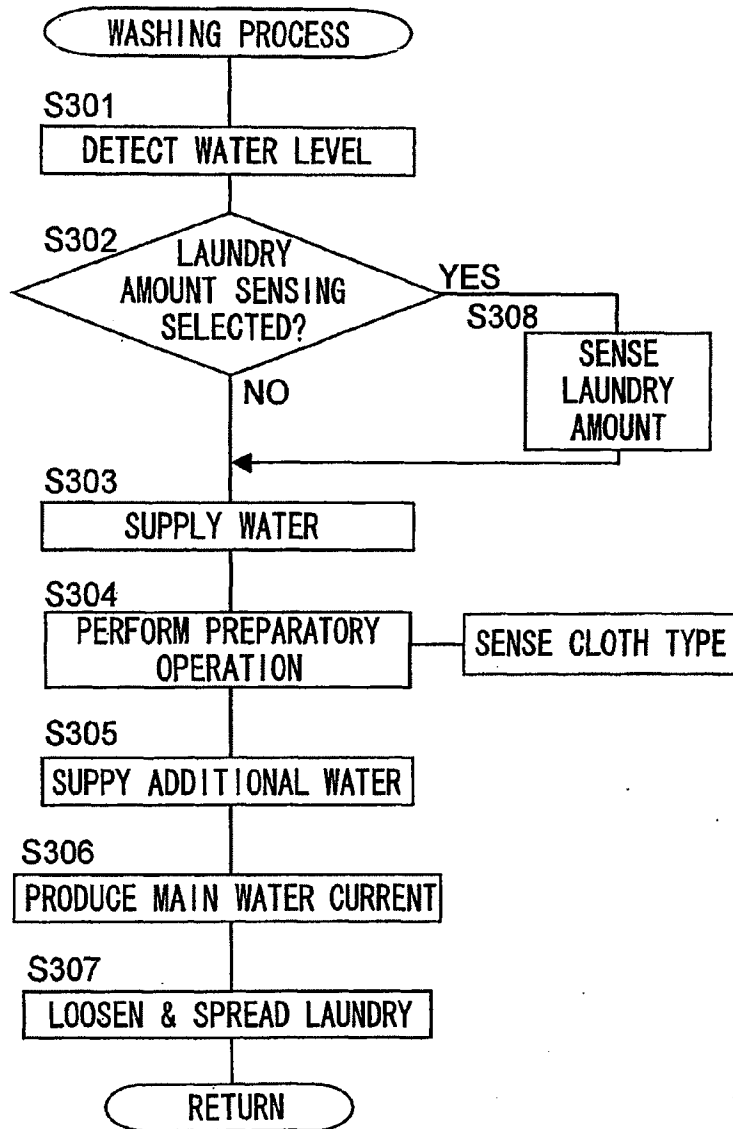 WASHING PROCESS
S301
DETECT WATER LEVEL
S302
LAUNDRY
AMOUNT SENSING
SELECTED?
YES
S308
SENSE
LAUNDRY
AMOUNT
NO
S303
SUPPLY WATER
S304
PERFORM PREPARATORY
OPERATION
SENSE CLOTH TYPE
S305
SUPPY ADDITIONAL WATER
S306
PRODUCE MAIN WATER CURRENT
S307
LOOSEN & SPREAD LAUNDRY
RETURN